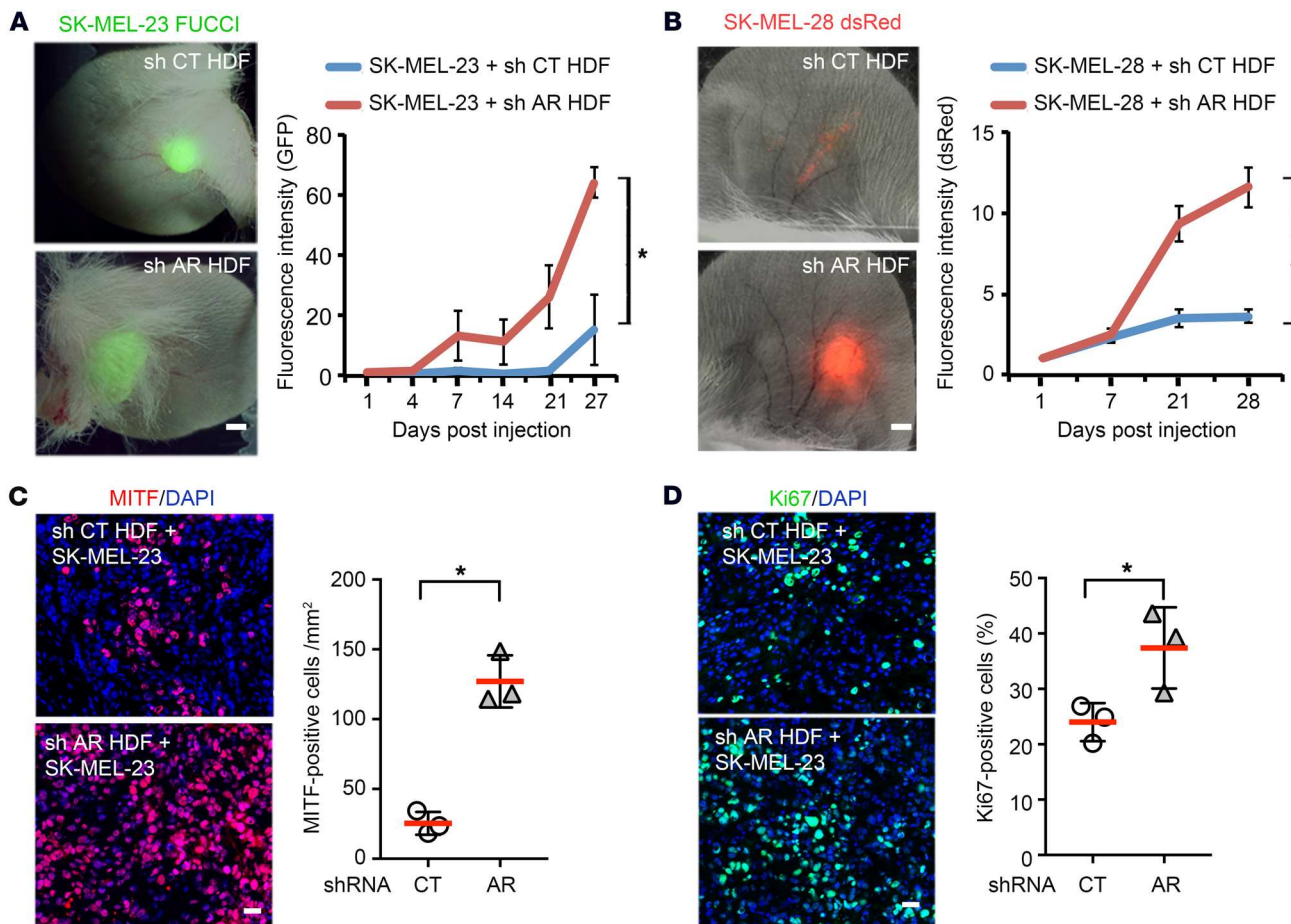 A
SK-MEL-23 FUCCI
sh CT HDF
sh AR HDF
SK-MEL-23 + sh CT HDF
SK-MEL-23 + sh AR HDF
Fluorescence intensity (GFP)
80
60
40
20
0
1 4 7 14 21 27
Days post injection
*
B
SK-MEL-28 dsRed
sh CT HDF
sh AR HDF
SK-MEL-28 + sh CT HDF
SK-MEL-28 + sh AR HDF
Fluorescence intensity (dsRed)
15
10
5
0
1 7 21 28
Days post injection
C
MITF/DAPI
sh CT HDF +
SK-MEL-23
sh AR HDF +
SK-MEL-23
MITF-positive cells /mm²
200
150
100
50
0
*
shRNA CT AR
D
Ki67/DAPI
sh CT HDF +
SK-MEL-23
sh AR HDF +
SK-MEL-23
Ki67-positive cells (%)
50
40
30
20
10
0
*
shRNA CT AR